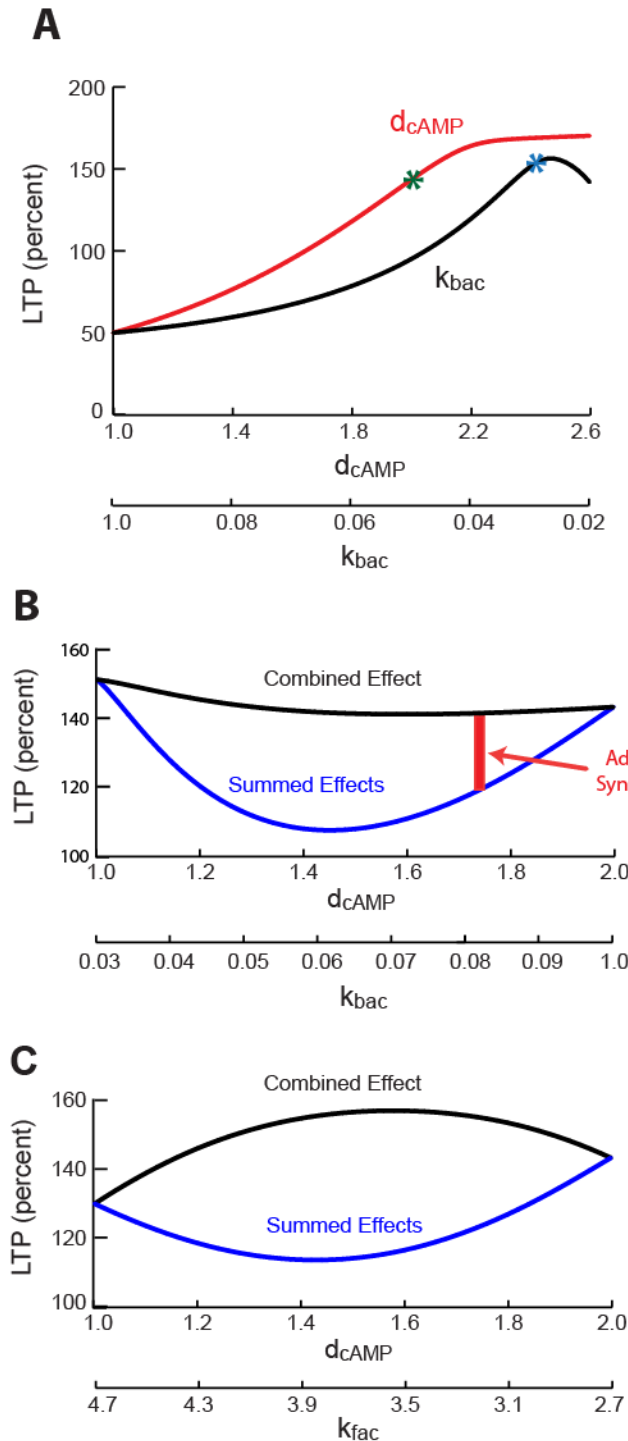 A
200
150
100
50
0
LTP (percent)
dcAMP
kbac
1.0 1.4 1.8 2.2 2.6
dcAMP
1.0 0.08 0.06 0.04 0.02
kbac
B
160
140
120
100
LTP (percent)
Combined Effect
Summed Effects
Ad
Syn
1.0 1.2 1.4 1.6 1.8 2.0
dcAMP
0.03 0.04 0.05 0.06 0.07 0.08 0.09 1.0
kbac
C
160
140
120
100
LTP (percent)
Combined Effect
Summed Effects
1.0 1.2 1.4 1.6 1.8 2.0
dcAMP
4.7 4.3 3.9 3.5 3.1 2.7
kfac